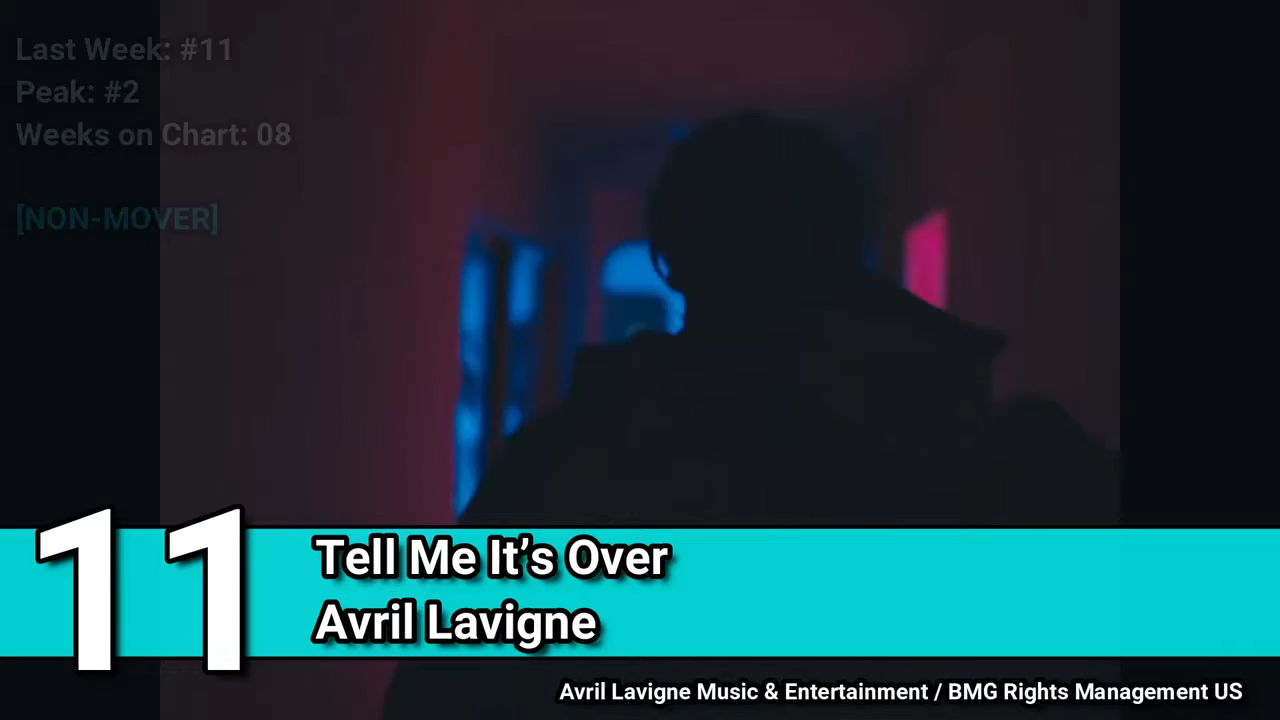 Last Week: #11
Peak: #2
Weeks on Chart: 08
[NON-MOVER]
11
Tell Me It’s Over
Avril Lavigne
Avril Lavigne Music & Entertainment / BMG Rights Management US